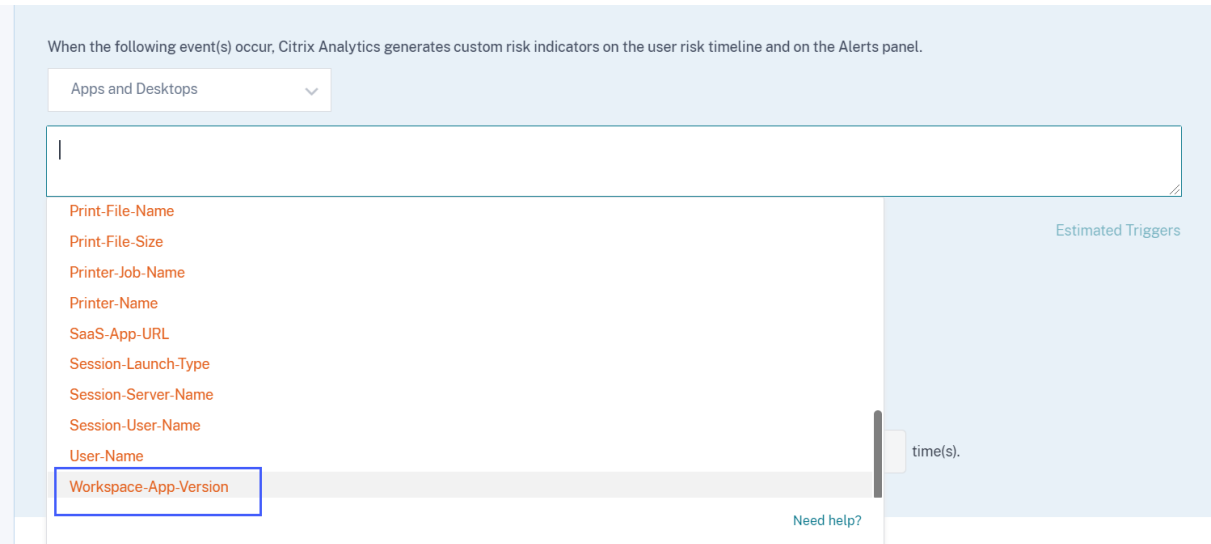 When the following event(s) occur, Citrix Analytics generates custom risk indicators on the user risk timeline and on the Alerts panel.
Apps and Desktops
Print-File-Name
Estimated Triggers
Print-File-Size
Printer-Job-Name
Printer-Name
SaaS-App-URL
Session-Launch-Type
Session-Server-Name
Session-User-Name
User-Name
time(s).
Workspace-App-Version
Need help?